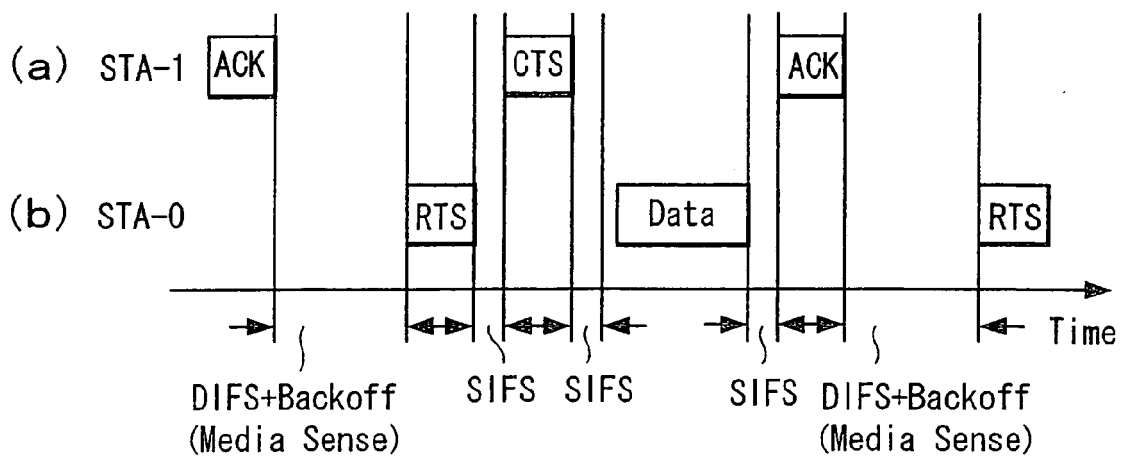 (a) STA-1 ACK CTS ACK
(b) STA-0 RTS Data RTS
Time
SIFS SIFS SIFS
DIFS+Backoff
(Media Sense)
DIFS+Backoff
(Media Sense)